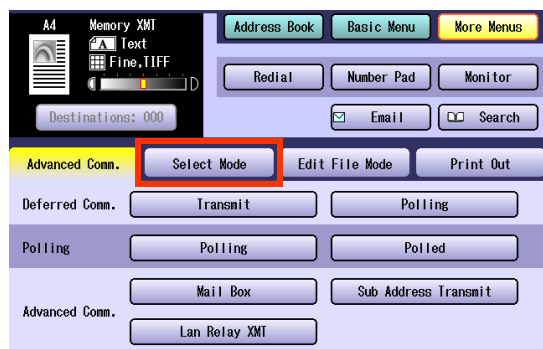 A4 Memory XMT
A Text
Fine,TIFF
D
Destinations: 000
Address Book Basic Menu More Menus
Redial Number Pad Monitor
Email Search
Advanced Comm. Select Mode Edit File Mode Print Out
Deferred Comm. Transmit Polling
Polling Polling Polled
Advanced Comm. Mail Box Sub Address Transmit
Lan Relay XMT